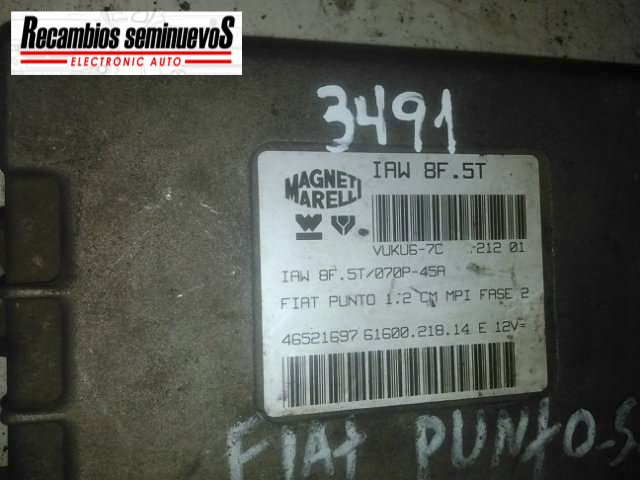 Recambios seminuevoS
ELECTRONIC AUTO
3491
MAGNETI MARELLI
IAW 8F.5T
VUKU6-7C 212 01
IAW 8F.5T/070P-45A
FIAT PUNTO 1.2 CM MPI FASE 2
46521697 61600.218.14 E 12V=
FIAT PUNTO-S